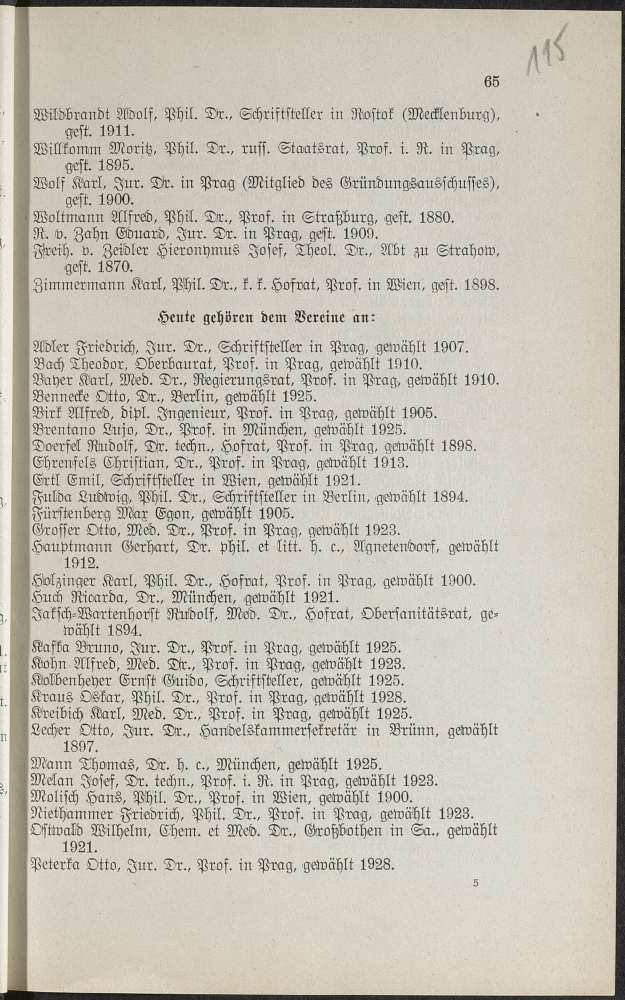 195
65
Wildbrandt Adolf, Phil. Dr., Schriftsteller in Rostok (Mecklenburg),
gest. 1911.
Willkomm Moritz, Phil. Dr., russ. Staatsrat, Prof. i. R. in Prag,
gest. 1895.
Wolf Karl, Jur. Dr. in Prag (Mitglied des Gründungsausschusses),
gest. 1900.
Woltmann Alfred, Phil. Dr., Prof. in Straßburg, gest. 1880.
R. v. Zahn Eduard, Jur. Dr. in Prag, gest. 1909.
Freih. v. Zeidler Hieronymus Josef, Theol. Dr., Abt zu Strahow,
gest. 1870.
Zimmermann Karl, Phil. Dr., k. k. Hofrat, Prof. in Wien, gest. 1898.
Heute gehören dem Vereine an:
Adler Friedrich, Jur. Dr., Schriftsteller in Prag, gewählt 1907.
Bach Theodor, Oberbaurat, Prof. in Prag, gewählt 1910.
Bayer Karl, Med. Dr., Regierungsrat, Prof. in Prag, gewählt 1910.
Bennecke Otto, Dr., Berlin, gewählt 1925.
Birk Alfred, dipl. Ingenieur, Prof. in Prag, gewählt 1905.
Brentano Lujo, Dr., Prof. in München, gewählt 1925.
Doerfel Rudolf, Dr. techn., Hofrat, Prof. in Prag, gewählt 1898.
Ehrenfels Christian, Dr., Prof. in Prag, gewählt 1913.
Ertl Emil, Schriftsteller in Wien, gewählt 1921.
Fulda Ludwig, Phil. Dr., Schriftsteller in Berlin, gewählt 1894.
Fürstenberg Max Egon, gewählt 1905.
Grosser Otto, Med. Dr., Prof. in Prag, gewählt 1923.
Hauptmann Gerhart, Dr. phil. et litt. h. c., Agnetendorf, gewählt
1912.
Holzinger Karl, Phil. Dr., Hofrat, Prof. in Prag, gewählt 1900.
Huch Ricarda, Dr., München, gewählt 1921.
Jaksch-Wartenhorst Rudolf, Med. Dr., Hofrat, Obersanitätsrat, ge-
wählt 1894.
Kafka Bruno, Jur. Dr., Prof. in Prag, gewählt 1925.
Kohn Alfred, Med. Dr., Prof. in Prag, gewählt 1923.
Kolbenheyer Ernst Guido, Schriftsteller, gewählt 1925.
Kraus Oskar, Phil. Dr., Prof. in Prag, gewählt 1928.
Kreibich Karl, Med. Dr., Prof. in Prag, gewählt 1925.
Lecher Otto, Jur. Dr., Handelskammersekretär in Brünn, gewählt
1897.
Mann Thomas, Dr. h. c., München, gewählt 1925.
Melan Josef, Dr. techn., Prof. i. R. in Prag, gewählt 1923.
Molisch Hans, Phil. Dr., Prof. in Wien, gewählt 1900.
Niethammer Friedrich, Phil. Dr., Prof. in Prag, gewählt 1923.
Ostwald Wilhelm, Chem. et Med. Dr., Großbothen in Sa., gewählt
1921.
Peterka Otto, Jur. Dr., Prof. in Prag, gewählt 1928.
5